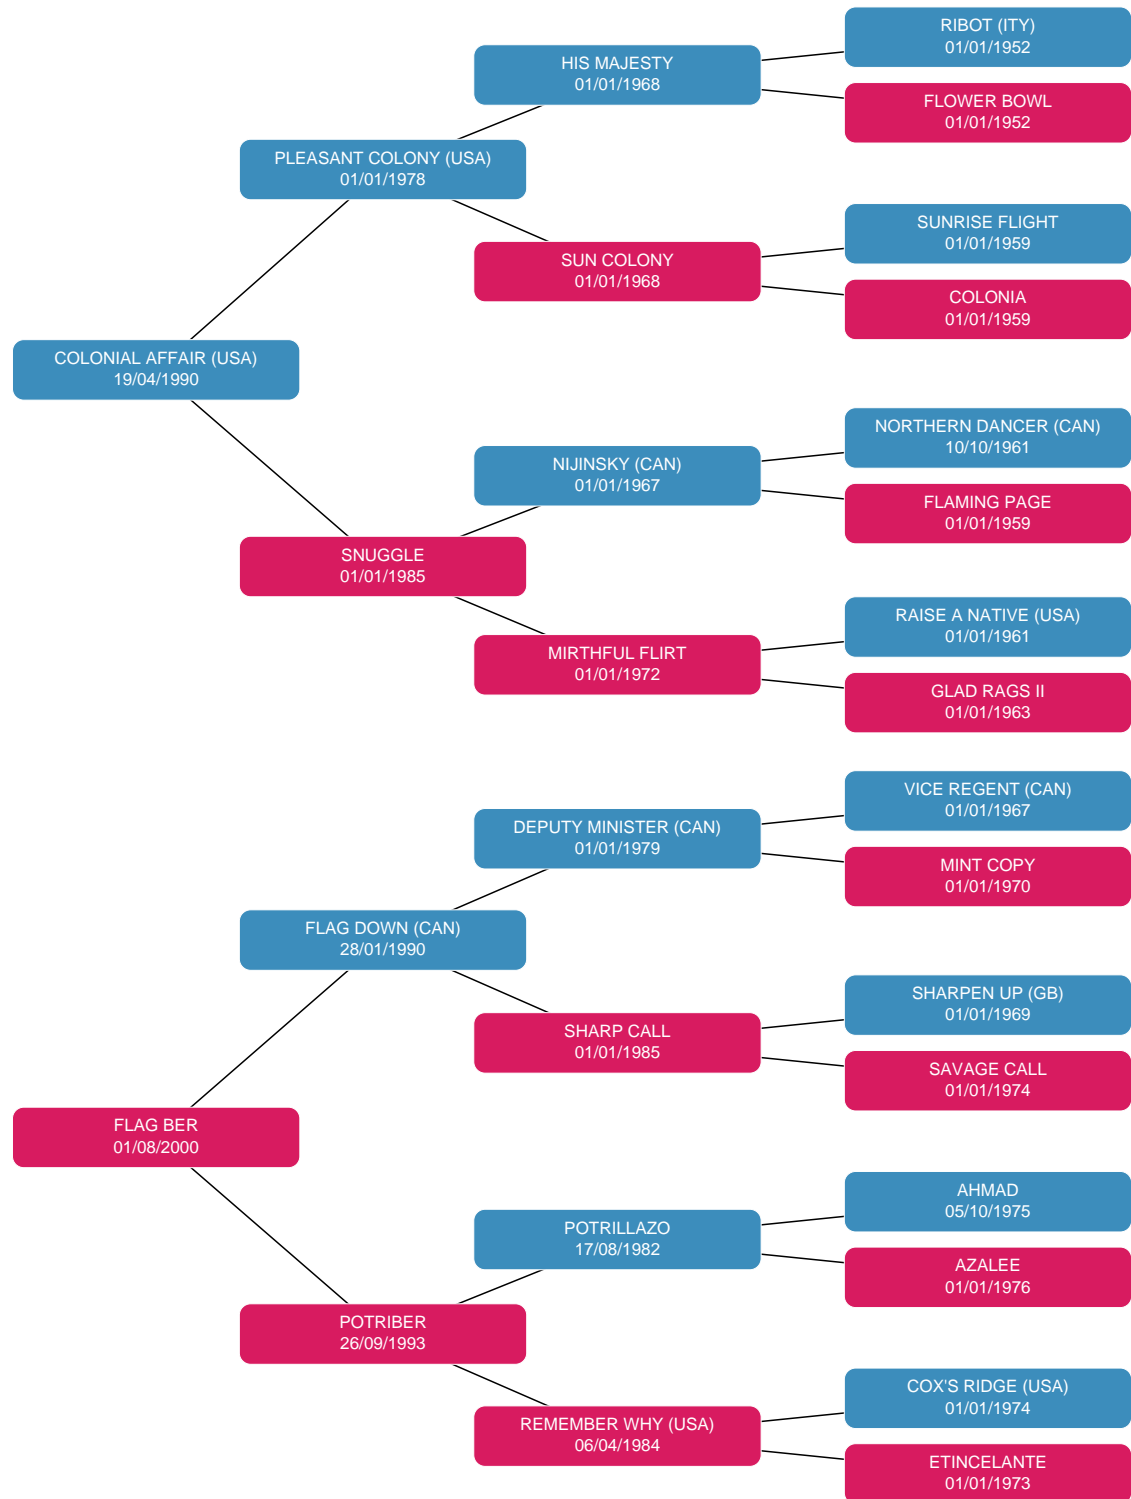 RIBOT (ITY)
01/01/1952
HIS MAJESTY
01/01/1968
FLOWER BOWL
01/01/1952
PLEASANT COLONY (USA)
01/01/1978
SUNRISE FLIGHT
01/01/1959
SUN COLONY
01/01/1968
COLONIA
01/01/1959
COLONIAL AFFAIR (USA)
19/04/1990
NORTHERN DANCER (CAN)
10/10/1961
NIJINSKY (CAN)
01/01/1967
FLAMING PAGE
01/01/1959
SNUGGLE
01/01/1985
RAISE A NATIVE (USA)
01/01/1961
MIRTHFUL FLIRT
01/01/1972
GLAD RAGS II
01/01/1963
VICE REGENT (CAN)
01/01/1967
DEPUTY MINISTER (CAN)
01/01/1979
MINT COPY
01/01/1970
FLAG DOWN (CAN)
28/01/1990
SHARPEN UP (GB)
01/01/1969
SHARP CALL
01/01/1985
SAVAGE CALL
01/01/1974
FLAG BER
01/08/2000
AHMAD
05/10/1975
POTRILLAZO
17/08/1982
AZALEE
01/01/1976
POTRIBER
26/09/1993
COX'S RIDGE (USA)
01/01/1974
REMEMBER WHY (USA)
06/04/1984
ETINCELANTE
01/01/1973